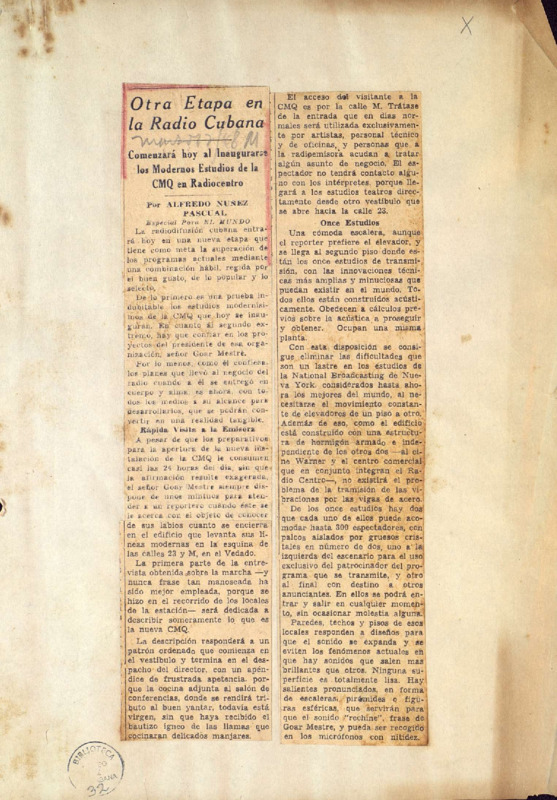 X
Otra Etapa en
la Radio Cubana
Comenzará hoy al Inaugurarse
los Modernos Estudios de la
CMQ en Radiocentro
Por ALFREDO NUÑEZ
PASCUAL
Especial Para EL MUNDO
La radiodifusión cubana entra-
rá hoy en una nueva etapa que
tiene como meta la superación de
los programas actuales mediante
una combinación hábil, regida por
el buen gusto, de lo popular y lo
selecto.
De lo primero es una prueba in-
dubitable los estudios modernísi-
mos de la CMQ que hoy se inau-
guran. En cuanto al segundo ex-
tremo, hay que confiar en los pro-
yectos del presidente de esa or-
ganización, señor Goar Mestre.
Por lo menos, como él confiesa,
los planes que llevó al negocio del
radio cuando a él se entregó en
cuerpo y alma, es ahora, con to-
dos los medios a su alcance para
desarrollarlos, que se podrán con-
vertir en una realidad tangible.
Rápida Visita a la Emisora
A pesar de que los preparativos
para la apertura de la nueva ins-
talación de la CMQ le consumen
casi las 24 horas del día, sin que
la afirmación resulte exagerada,
el señor Goar Mestre siempre dis-
pone de unos minutos para aten-
der a un reportero cuando éste se
le acerca con el objeto de conocer
de sus labios cuanto se encierra
en el edificio que levanta sus lí-
neas modernas en la esquina de
las calles 23 y M, en el Vedado.
La primera parte de la entre-
vista obtenida sobre la marcha —y
nunca frase tan manoseada ha
sido mejor empleada, porque se
hizo en el recorrido de los locales
de la estación— será dedicada a
describir someramente lo que es
la nueva CMQ.
La descripción responderá a un
patrón ordenado que comienza en
el vestíbulo y termina en el des-
pacho del director, con un apén-
dice de frustrada apetencia, por-
que la cocina adjunta al salón de
conferencias, donde se rendirá tri-
buto al buen yantar, todavía está
virgen, sin que haya recibido el
bautizo ígneo de las llamas que
cocinaran delicados manjares.
El acceso del visitante a la
CMQ es por la calle M. Trátase
de la entrada que en días nor-
males será utilizada exclusivamen-
te por artistas, personal técnico
y de oficinas, y personas que a
la radioemisora acudan a tratar
algún asunto de negocio. El es-
pectador no tendrá contacto algu-
no con los intérpretes, porque lle-
gará a los estudios teatros direc-
tamente desde otro vestíbulo que
se abre hacia la calle 23.
Once Estudios
Una cómoda escalera, aunque
el reporter prefiere el elevador, y
se llega al segundo piso donde es-
tán los once estudios de transmi-
sión, con las innovaciones técni-
cas más amplias y minuciosas que
puedan existir en el mundo. To-
dos ellos están construidos acústi-
camente. Obedecen a cálculos pre-
vios sobre la acústica a proseguir
y obtener. Ocupan una misma
planta.
Con esta disposición se consi-
gue eliminar las dificultades que
son un lastre en los estudios de
la National Broadcasting de Nue-
va York, considerados hasta aho-
ra los mejores del mundo, al ne-
cesitarse el movimiento constan-
te de elevadores de un piso a otro.
Además de eso, como el edificio
está construido con una estructu-
ra de hormigón armado e inde-
pendiente de los otros dos —al ci-
ne Warner y el centro comercial
que en conjunto integran el Ra-
dio Centro—, no existirá el pro-
blema de la tramisión de las vi-
braciones por las vigas de acero.
De los once estudios hay dos
que cada uno de ellos puede aco-
modar hasta 300 espectadores, con
palcos aislados por gruesos cris-
tales en número de dos, uno a la
izquierda del escenario para el uso
exclusivo del patrocinador del pro-
grama que se transmite, y otro
al final con destino a otros
anunciantes. En ellos se podrá en-
trar y salir en cualquier momen-
to, sin ocasionar molestia alguna.
Paredes, techos y pisos de esos
locales responden a diseños para
que el sonido se expanda y se
eviten los fenómenos actuales en
que hay sonidos que salen más
brillantes que otros. Ninguna su-
perficie es totalmente lisa. Hay
salientes pronunciados, en forma
de escaleras, pirámides e figu-
ras esféricas, que servirán para
que el sonido "rechine", frase de
Goar Mestre, y pueda ser recogido
en los micrófonos con nitidez.
BIBLIOTECA
32